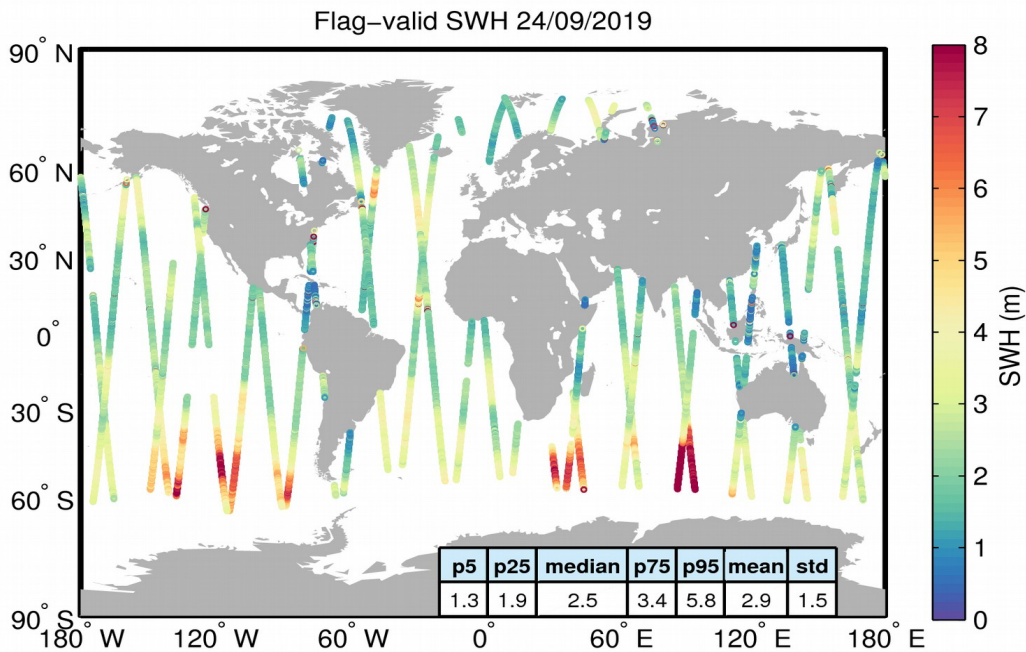 Flag−valid SWH 24/09/2019
90° N
60° N
30° N
0°
30° S
60° S
90° S
180° W
120° W
60° W
0°
60° E
120° E
180° E
p5 p25 median p75 p95 mean std
1.3 1.9 2.5 3.4 5.8 2.9 1.5
8
7
6
5
4
3
2
1
0
SWH (m)